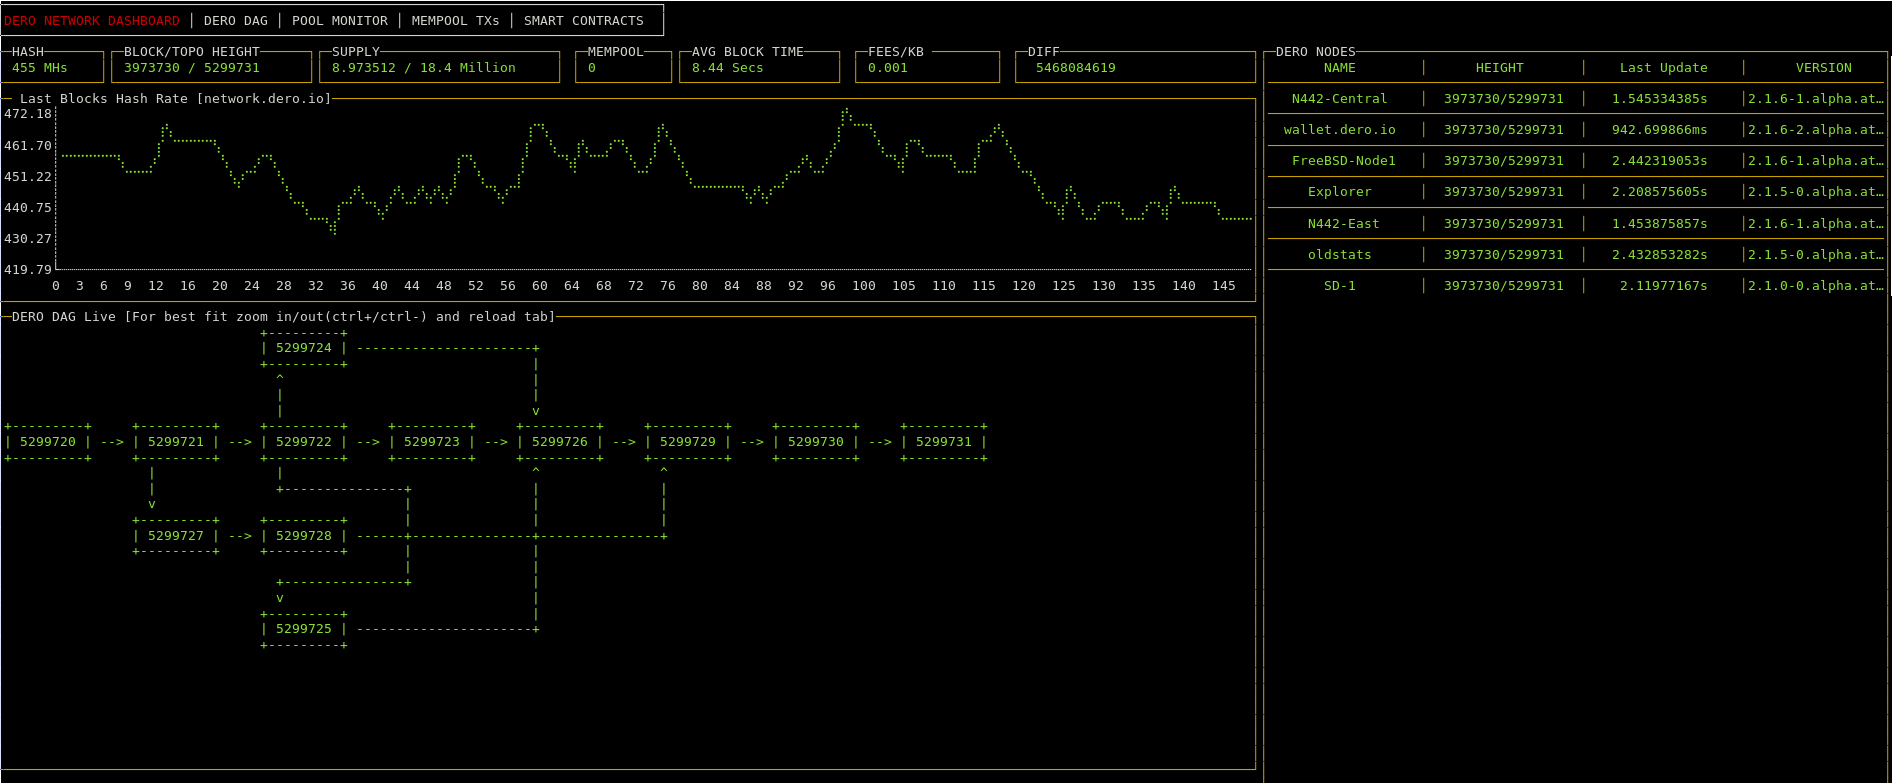 DERO NETWORK DASHBOARD │ DERO DAG │ POOL MONITOR │ MEMPOOL TXs │ SMART CONTRACTS
HASH BLOCK/TOPO HEIGHT SUPPLY MEMPOOL AVG BLOCK TIME FEES/KB DIFF
455 MHs 3973730 / 5299731 8.973512 / 18.4 Million 0 8.44 Secs 0.001 5468084619
Last Blocks Hash Rate [network.dero.io]
472.18
461.70
451.22
440.75
430.27
419.79
0 3 6 9 12 16 20 24 28 32 36 40 44 48 52 56 60 64 68 72 76 80 84 88 92 96 100 105 110 115 120 125 130 135 140 145
DERO DAG Live [For best fit zoom in/out(ctrl+/ctrl-) and reload tab]
5299724
5299720 --> 5299721 --> 5299722 --> 5299723 --> 5299726 --> 5299729 --> 5299730 --> 5299731
5299727 --> 5299728
5299725
DERO NODES
NAME │ HEIGHT │ Last Update │ VERSION
N442-Central │ 3973730/5299731 │ 1.545334385s │2.1.6-1.alpha.at…
wallet.dero.io │ 3973730/5299731 │ 942.699866ms │2.1.6-2.alpha.at…
FreeBSD-Node1 │ 3973730/5299731 │ 2.442319053s │2.1.6-1.alpha.at…
Explorer │ 3973730/5299731 │ 2.208575605s │2.1.5-0.alpha.at…
N442-East │ 3973730/5299731 │ 1.453875857s │2.1.6-1.alpha.at…
oldstats │ 3973730/5299731 │ 2.432853282s │2.1.5-0.alpha.at…
SD-1 │ 3973730/5299731 │ 2.11977167s │2.1.0-0.alpha.at…